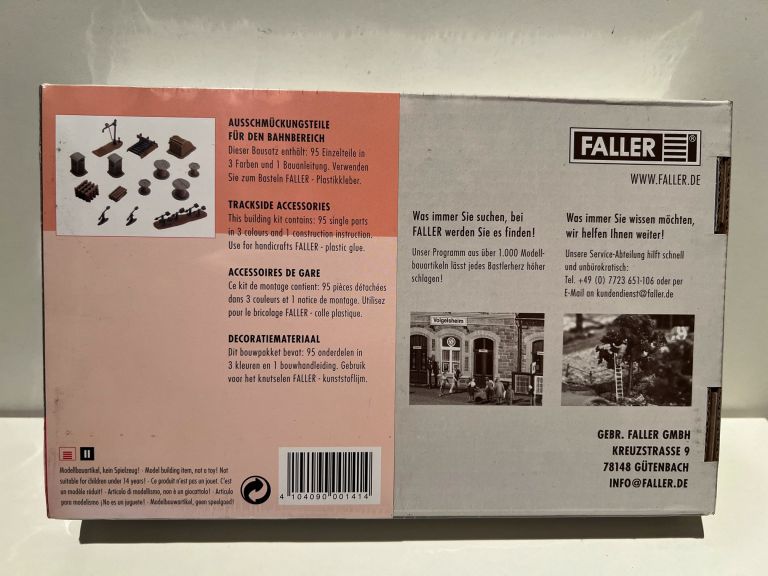 AUSSCHMÜCKUNGSTEILE
FÜR DEN BAHNBEREICH
Dieser Bausatz enthält: 95 Einzelteile in
3 Farben und 1 Bauanleitung. Verwenden
Sie zum Basteln FALLER - Plastikkleber.
TRACKSIDE ACCESSORIES
This building kit contains: 95 single parts
in 3 colours and 1 construction instruction.
Use for handicrafts FALLER - plastic glue.
ACCESSOIRES DE GARE
Ce kit de montage contient: 95 pièces détachées
dans 3 couleurs et 1 notice de montage. Utilisez
pour le bricolage FALLER - colle plastique.
DECORATIEMATERIAAL
Dit bouwpakket bevat: 95 onderdelen in
3 kleuren en 1 bouwhandleiding. Gebruik
voor het knutselen FALLER - kunststoflijm.
II
Modellbauartikel, kein Spielzeug! · Model building item, not a toy! Not
suitable for children under 14 years! · Ce produit n'est pas un jouet. C'est
un modèle réduit! · Articolo di modellismo, non è un giocattolo! · Artículo
para modelismo ¡No es un juguete! · Modelbouwartikel, geen speelgoed!
4 104090 001414
FALLER ®
WWW.FALLER.DE
Was immer Sie suchen, bei
FALLER werden Sie es finden!
Unser Programm aus über 1.000 Modell-
bauartikeln lässt jedes Bastlerherz höher
schlagen!
Was immer Sie wissen möchten,
wir helfen Ihnen weiter!
Unsere Service-Abteilung hilft schnell
und unbürokratisch:
Tel. +49 (0) 7723 651-106 oder per
E-Mail an kundendienst@faller.de
Volgelsheim
GEBR. FALLER GMBH
KREUZSTRASSE 9
78148 GÜTENBACH
INFO@FALLER.DE